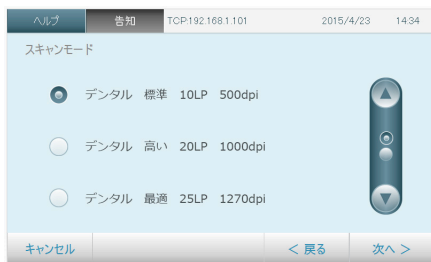 ヘルプ 告知 TCP:192.168.1.101 2015/4/23 14:34
スキャンモード
デンタル 標準 10LP 500dpi
デンタル 高い 20LP 1000dpi
デンタル 最適 25LP 1270dpi
キャンセル < 戻る 次へ >